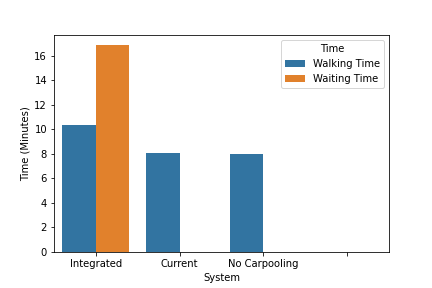 Time
Walking Time
Waiting Time
16
14
12
10
8
6
4
2
0
Time (Minutes)
Integrated Current No Carpooling
System